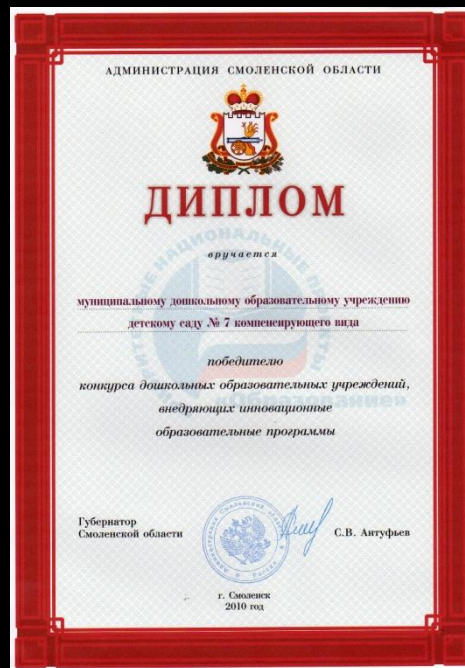 АДМИНИСТРАЦИЯ СМОЛЕНСКОЙ ОБЛАСТИ
ДИПЛОМ
вручается
муниципальному дошкольному образовательному учреждению
детскому саду № 7 компенсирующего вида
победителю
конкурса дошкольных образовательных учреждений,
внедряющих инновационные
образовательные программы
«Образование»
Губернатор
Смоленской области
С.В. Антуфьев
г. Смоленск
2010 год